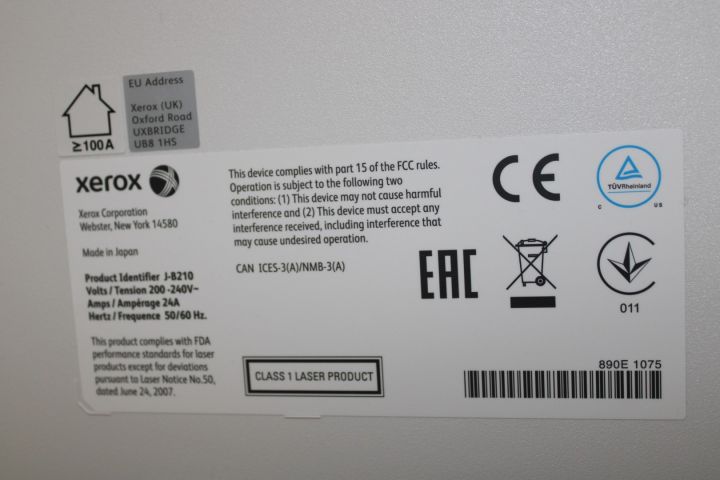 ≥100A
EU Address
Xerox (UK)
Oxford Road
UXBRIDGE
UB8 1HS
xerox
Xerox Corporation
Webster, New York 14580
Made in Japan
Product Identifier J-B210
Volts / Tension 200 -240V~
Amps / Ampérage 24A
Hertz / Frequence 50/60 Hz.
This product complies with FDA
performance standards for laser
products except for deviations
pursuant to Laser Notice No.50,
dated June 24, 2007.
This device complies with part 15 of the FCC rules.
Operation is subject to the following two
conditions: (1) This device may not cause harmful
interference and (2) This device must accept any
interference received, including interference that
may cause undesired operation.
CAN ICES-3(A)/NMB-3(A)
CLASS 1 LASER PRODUCT
CE
TÜVRheinland
C US
EAC
011
890E 1075